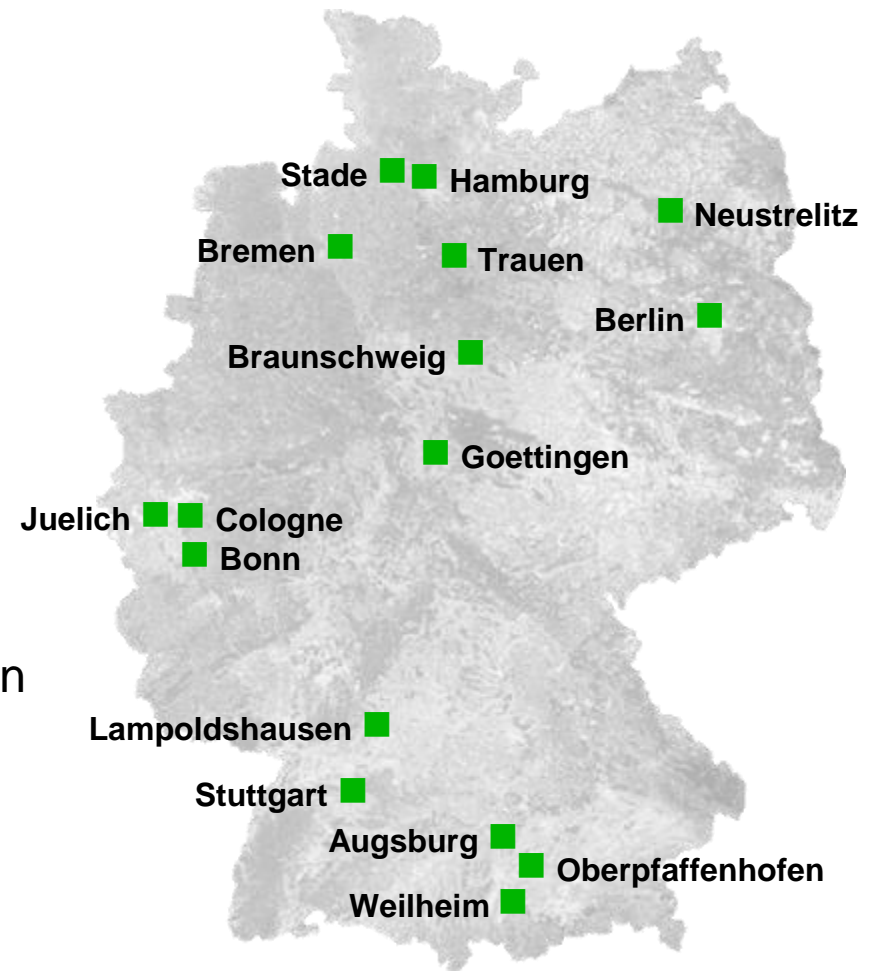 Stade
Hamburg
Neustrelitz
Bremen
Trauen
Berlin
Braunschweig
Goettingen
Juelich
Cologne
Bonn
n
Lampoldshausen
Stuttgart
Augsburg
Oberpfaffenhofen
Weilheim